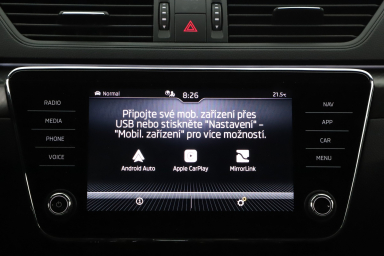 Normal 8:26 21.5°c
RADIO
MEDIA
PHONE
VOICE
Připojte své mob. zařízení přes
USB nebo stiskněte "Nastavení" –
"Mobil. zařízení" pro více možností.
Android Auto Apple CarPlay MirrorLink
NAV
APP
CAR
MENU